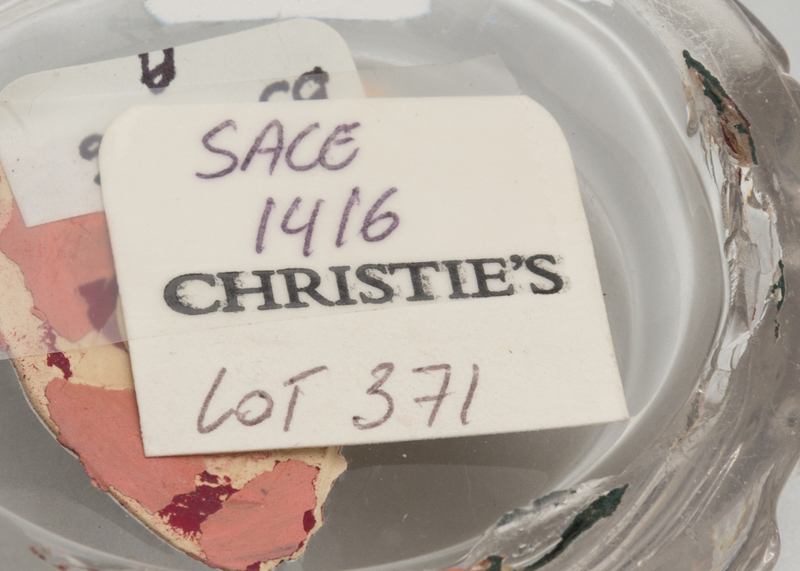 SACE
1416
CHRISTIE'S
LOT 371